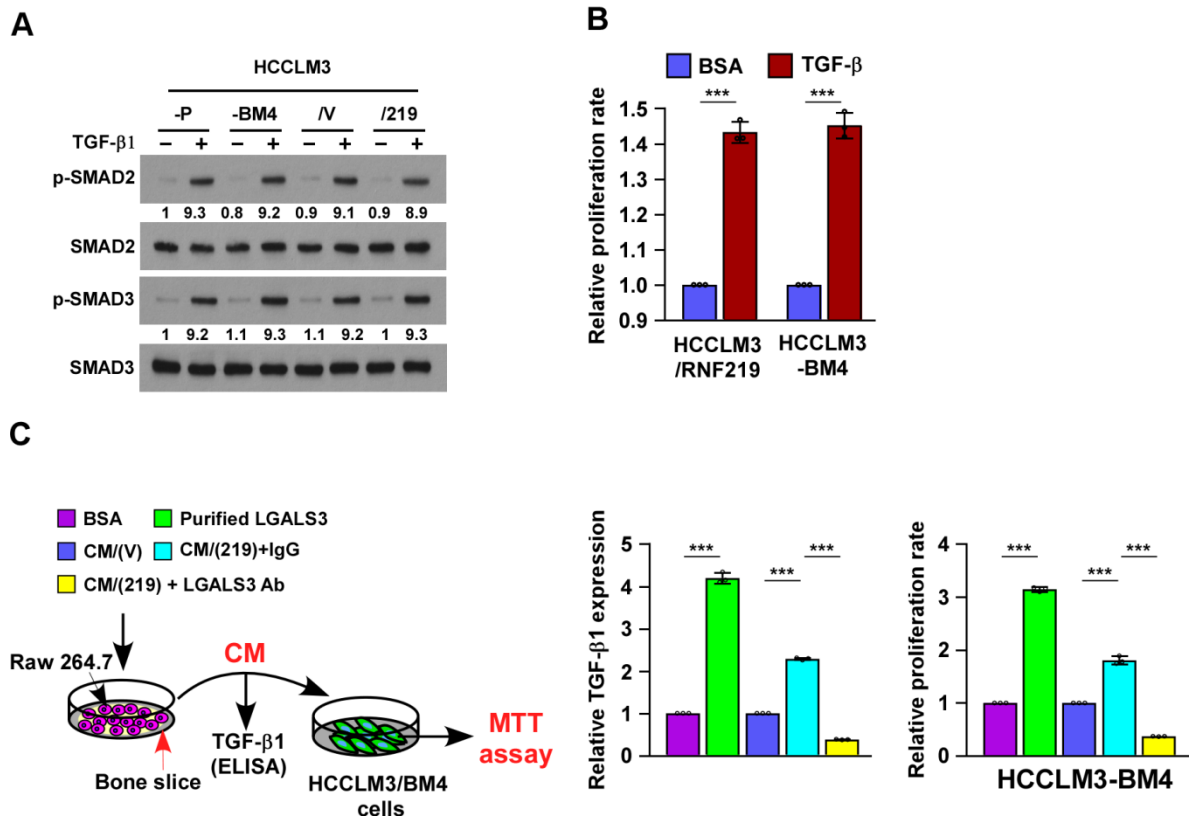 A
HCCLM3
-P -BM4 /V /219
TGF-β1 – + – + – + – +
p-SMAD2
1 9.3 0.8 9.2 0.9 9.1 0.9 8.9
SMAD2
p-SMAD3
1 9.2 1.1 9.3 1.1 9.2 1 9.3
SMAD3
B
BSA TGF-β
*** ***
Relative proliferation rate
1.5
1.4
1.3
1.2
1.1
1.0
0.9
HCCLM3
/RNF219
HCCLM3
-BM4
C
BSA Purified LGALS3
CM/(V) CM/(219)+IgG
CM/(219) + LGALS3 Ab
Raw 264.7
CM
Bone slice
TGF-β1
(ELISA)
HCCLM3/BM4
cells
MTT
assay
Relative TGF-β1 expression
5
4
3
2
1
0
*** *** ***
Relative proliferation rate
4
3
2
1
0
*** *** ***
HCCLM3-BM4